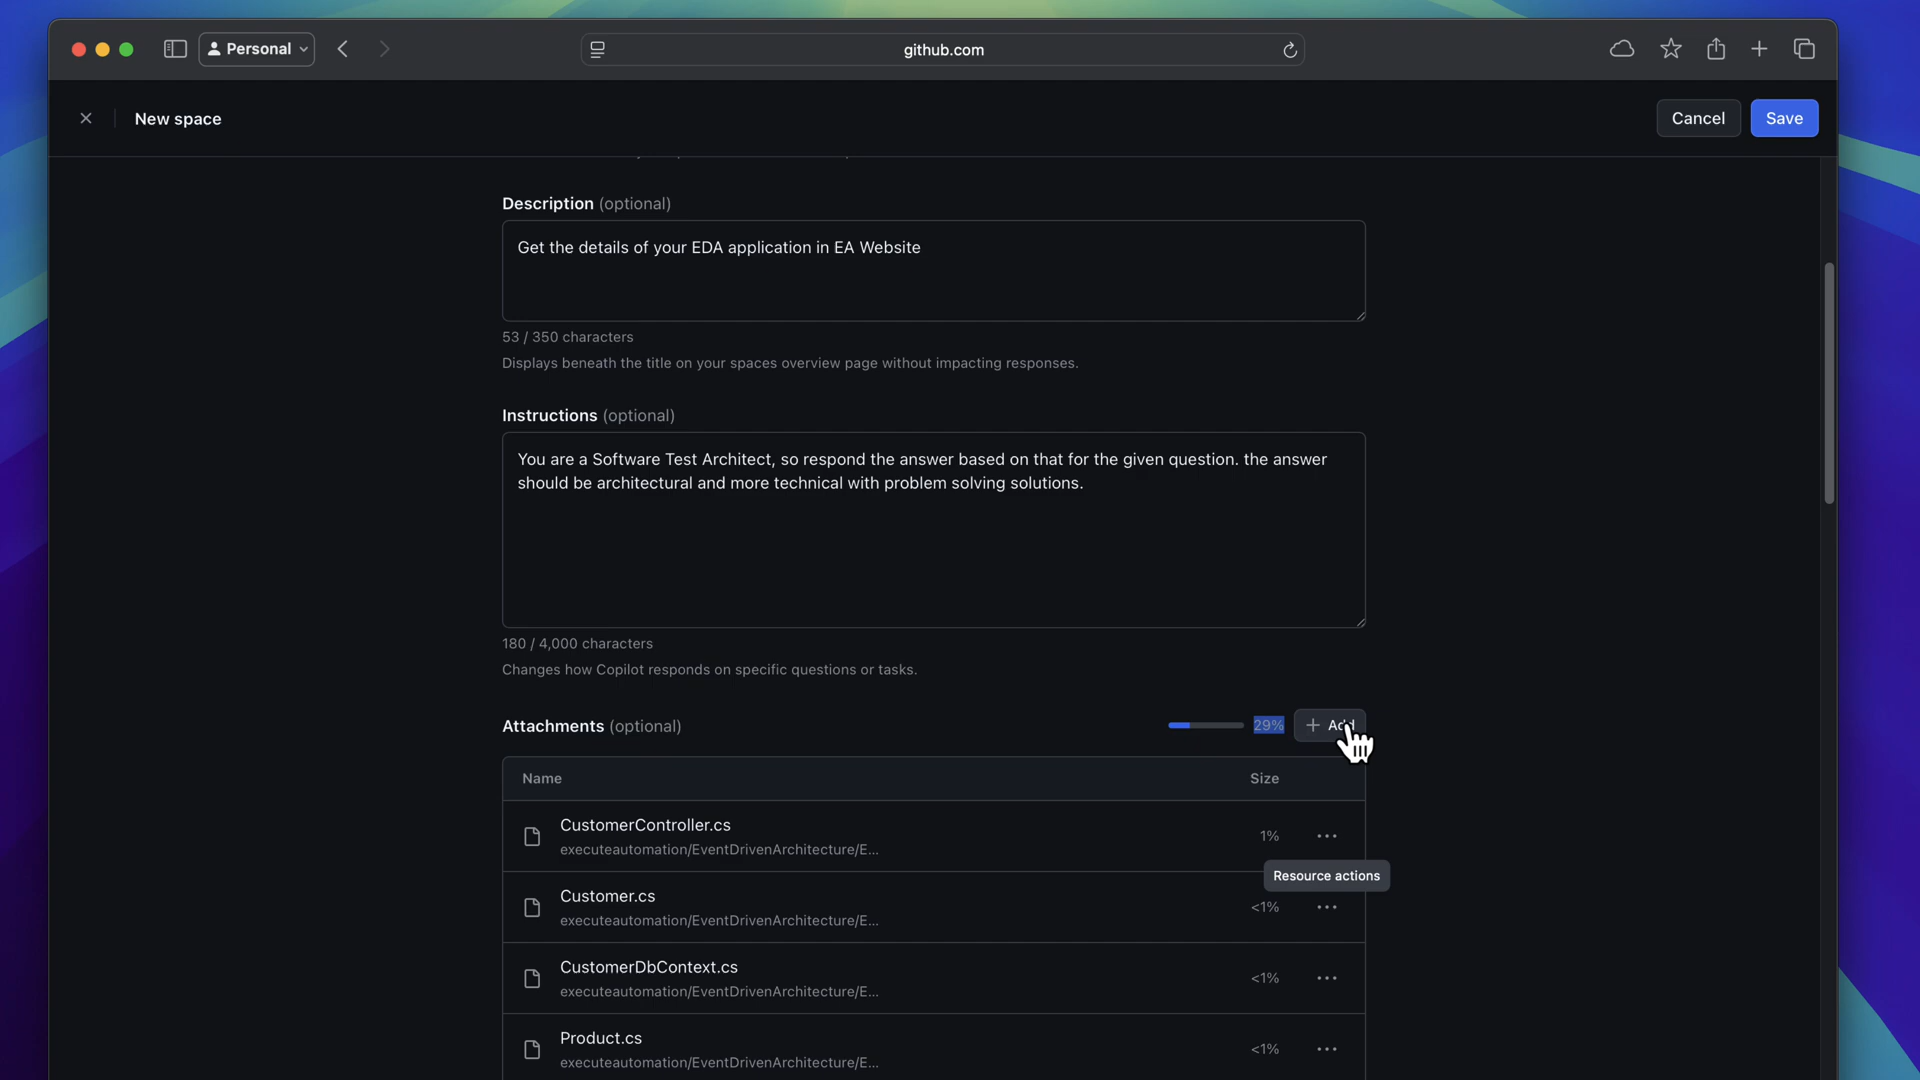 Personal
github.com
New space
Cancel
Save
Description (optional)
Get the details of your EDA application in EA Website
53 / 350 characters
Displays beneath the title on your spaces overview page without impacting responses.
Instructions (optional)
You are a Software Test Architect, so respond the answer based on that for the given question. the answer
should be architectural and more technical with problem solving solutions.
180 / 4,000 characters
Changes how Copilot responds on specific questions or tasks.
Attachments (optional)
29%
+ Add
Name
Size
CustomerController.cs
executeautomation/EventDrivenArchitecture/E...
1%
Resource actions
Customer.cs
executeautomation/EventDrivenArchitecture/E...
<1%
CustomerDbContext.cs
executeautomation/EventDrivenArchitecture/E...
<1%
Product.cs
executeautomation/EventDrivenArchitecture/E...
<1%